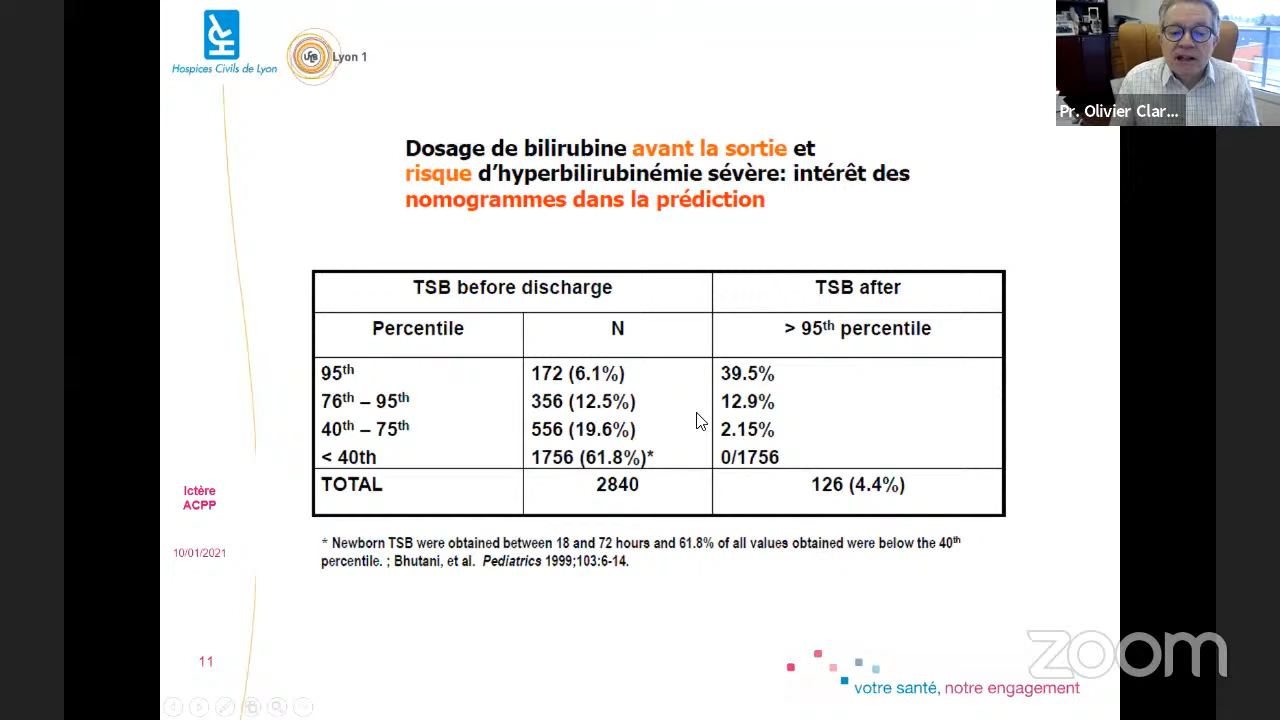 Hospices Civils de Lyon
Lyon 1
Pr. Olivier Clar...
Dosage de bilirubine avant la sortie et
risque d’hyperbilirubinémie sévère: intérêt des
nomogrammes dans la prédiction
TSB before discharge TSB after
Percentile N > 95th percentile
95th 172 (6.1%) 39.5%
76th – 95th 356 (12.5%) 12.9%
40th – 75th 556 (19.6%) 2.15%
< 40th 1756 (61.8%)* 0/1756
TOTAL 2840 126 (4.4%)
* Newborn TSB were obtained between 18 and 72 hours and 61.8% of all values obtained were below the 40th
percentile. ; Bhutani, et al. Pediatrics 1999;103:6-14.
Ictère
ACPP
10/01/2021
11
zoom
votre santé, notre engagement